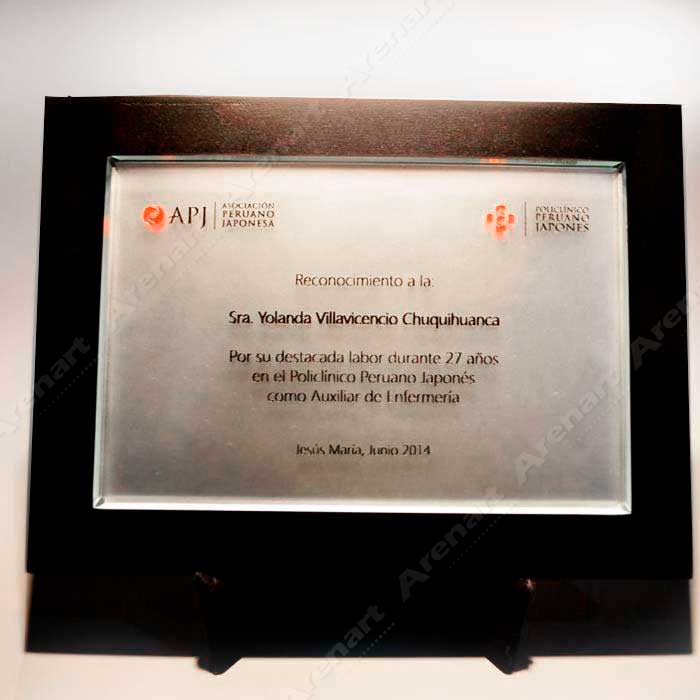 APJ
ASOCIACIÓN
PERUANO
JAPONESA
POLICLÍNICO
PERUANO
JAPONÉS
Reconocimiento a la:
Sra. Yolanda Villavicencio Chuquihuanca
Por su destacada labor durante 27 años
en el Policlínico Peruano Japonés
como Auxiliar de Enfermería
Jesús María, Junio 2014
Arenart